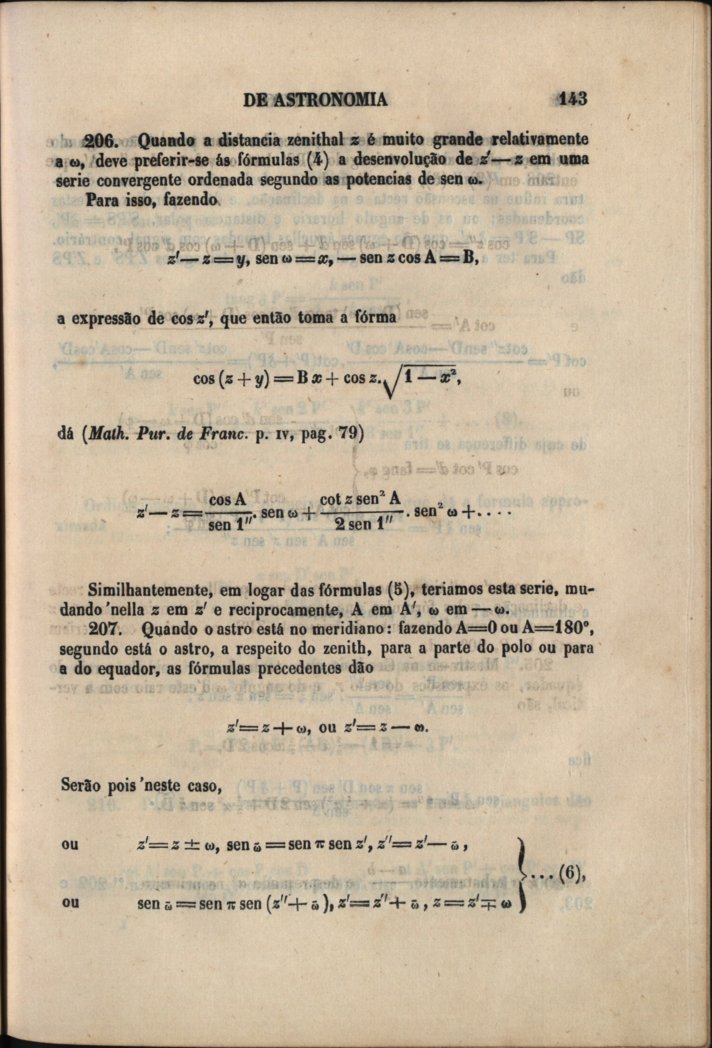 DE ASTRONOMIA 143
206. Quando a distancia zenithal z é muito grande relativamente
a ω, deve preferir-se ás fórmulas (4) a desenvolução de z′—z em uma
serie convergente ordenada segundo as potencias de sen ω.
Para isso, fazendo
z′—z=y, sen ω=x, —sen z cos A=B,
a expressão de cos z′, que então toma a fórma
cos (z+y)=B x+cos z.√1—x²,
dá (Math. Pur. de Franc. p. IV, pag. 79)
z′—z= cos A / sen 1″ . sen ω+ cot z sen² A / 2 sen 1″ . sen² ω+....
Similhantemente, em logar das fórmulas (5), teriamos esta serie, mu-
dando 'nella z em z′ e reciprocamente, A em A′, ω em —ω.
207. Quando o astro está no meridiano: fazendo A=0 ou A=180°,
segundo está o astro, a respeito do zenith, para a parte do polo ou para
a do equador, as fórmulas precedentes dão
z′=z+ω, ou z′=z—ω.
Serão pois 'neste caso,
ou z′=z±ω, sen ω̄=sen π sen z′, z″=z′—ω̄,
...(6),
ou sen ω̄=sen π sen (z″+ω̄), z′=z″+ω̄, z=z′∓ω